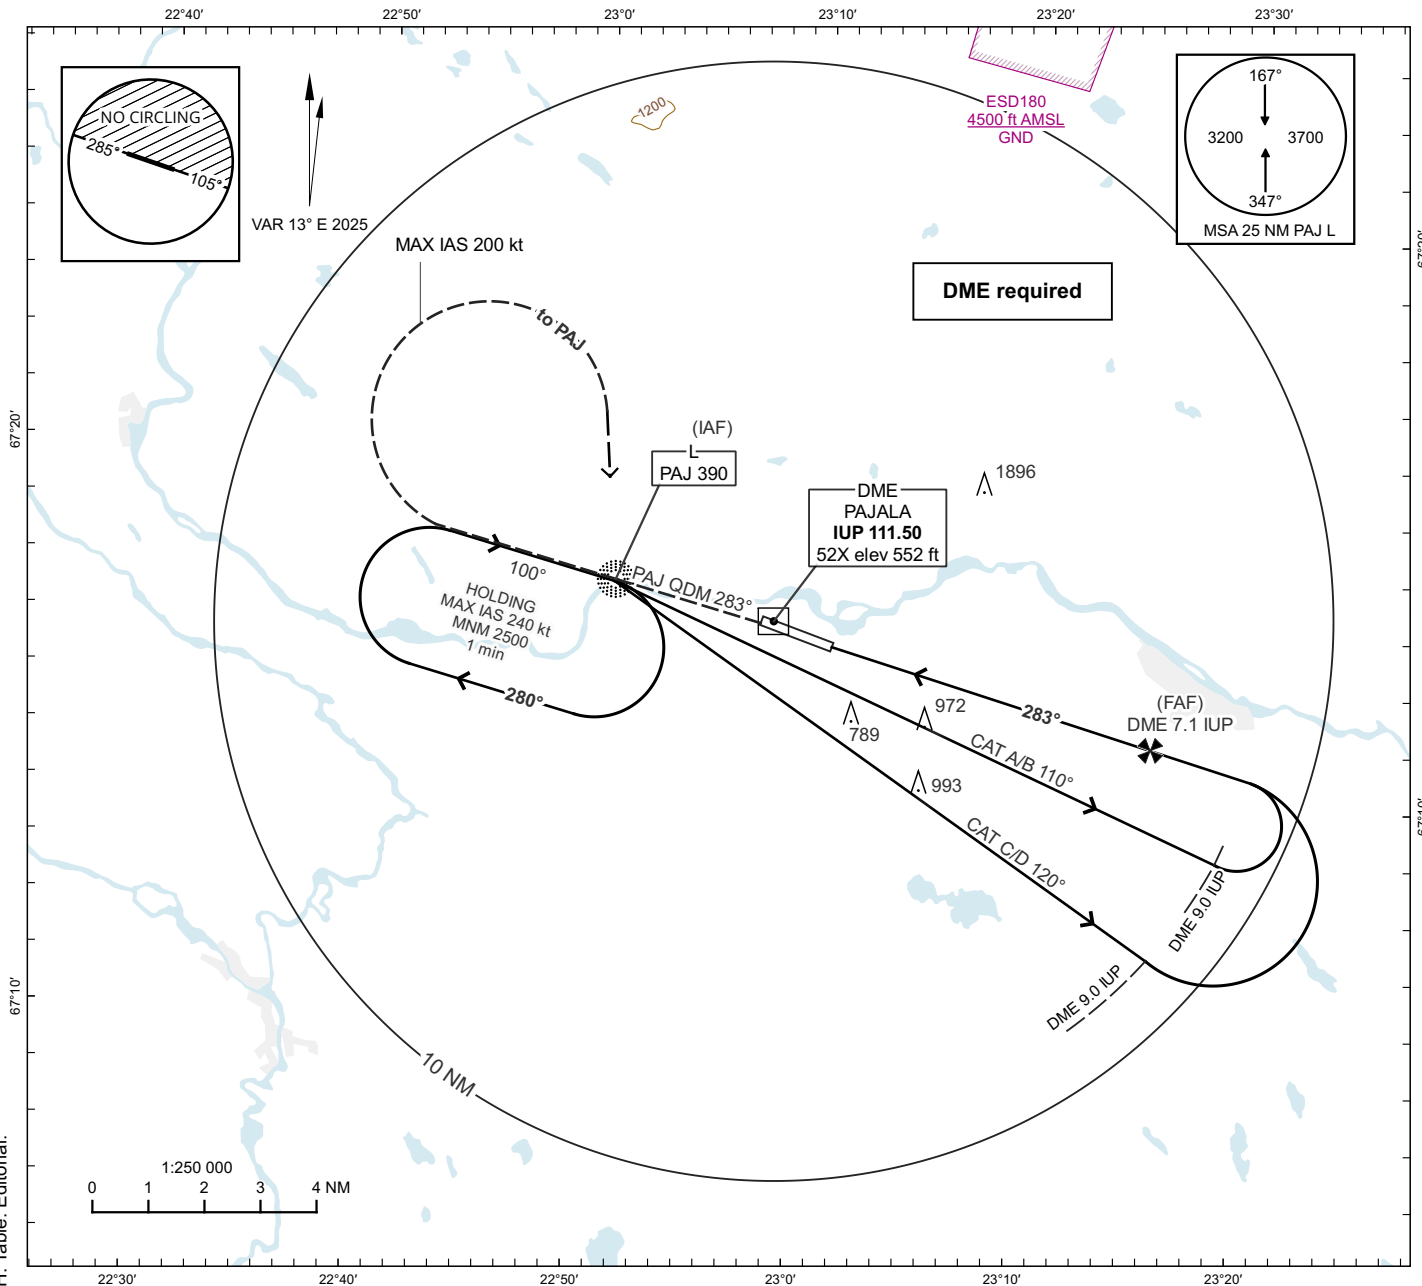 22°40′ 22°50′ 23°0′ 23°10′ 23°20′ 23°30′
NO CIRCLING
285°
105°
VAR 13° E 2025
1200
ESD180
4500 ft AMSL
GND
167°
3200 3700
347°
MSA 25 NM PAJ L
MAX IAS 200 kt
to PAJ
DME required
67°20′
67°20′
(IAF)
L
PAJ 390
1896
DME
PAJALA
IUP 111.50
52X elev 552 ft
100°
PAJ QDM 283°
HOLDING
MAX IAS 240 kt
MNM 2500
1 min
280°
283°
(FAF)
DME 7.1 IUP
972
789
993
CAT A/B 110°
CAT C/D 120°
67°10′
DME 9.0 IUP
DME 9.0 IUP
67°10′
10 NM
1:250 000
0 1 2 3 4 NM
H. Table. Editorial.
22°30′ 22°40′ 22°50′ 23°0′ 23°10′ 23°20′